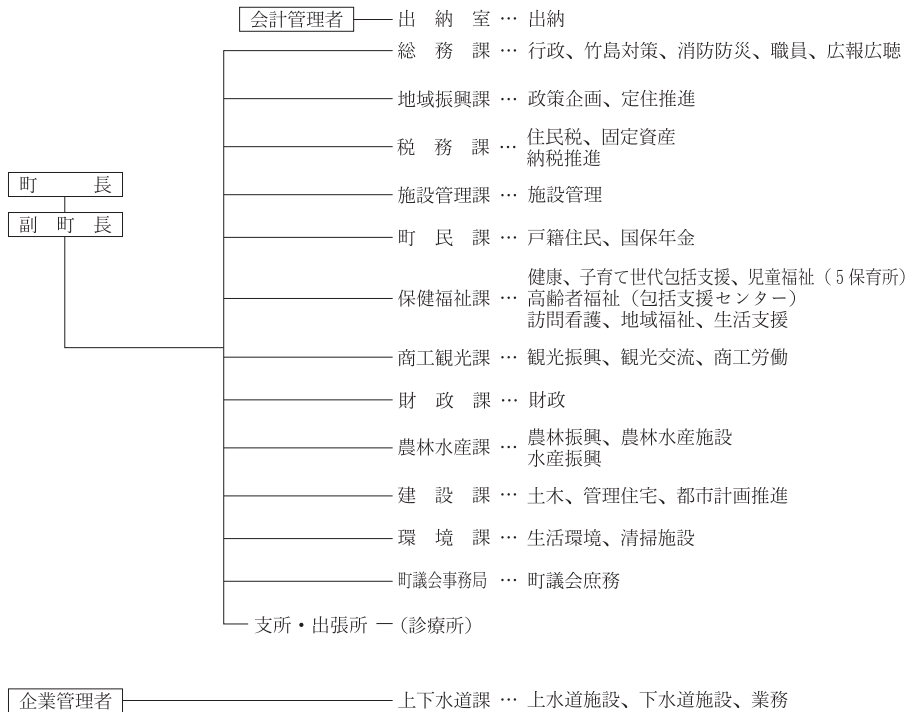 会計管理者 出納室 … 出納
総務課 … 行政、竹島対策、消防防災、職員、広報広聴
地域振興課 … 政策企画、定住推進
税務課 … 住民税、固定資産
納税推進
町長
施設管理課 … 施設管理
副町長
町民課 … 戸籍住民、国保年金
健康、子育て世代包括支援、児童福祉（5保育所）
保健福祉課 … 高齢者福祉（包括支援センター）
訪問看護、地域福祉、生活支援
商工観光課 … 観光振興、観光交流、商工労働
財政課 … 財政
農林水産課 … 農林振興、農林水産施設
水産振興
建設課 … 土木、管理住宅、都市計画推進
環境課 … 生活環境、清掃施設
町議会事務局 … 町議会庶務
支所・出張所 （診療所）
企業管理者 上下水道課 … 上水道施設、下水道施設、業務